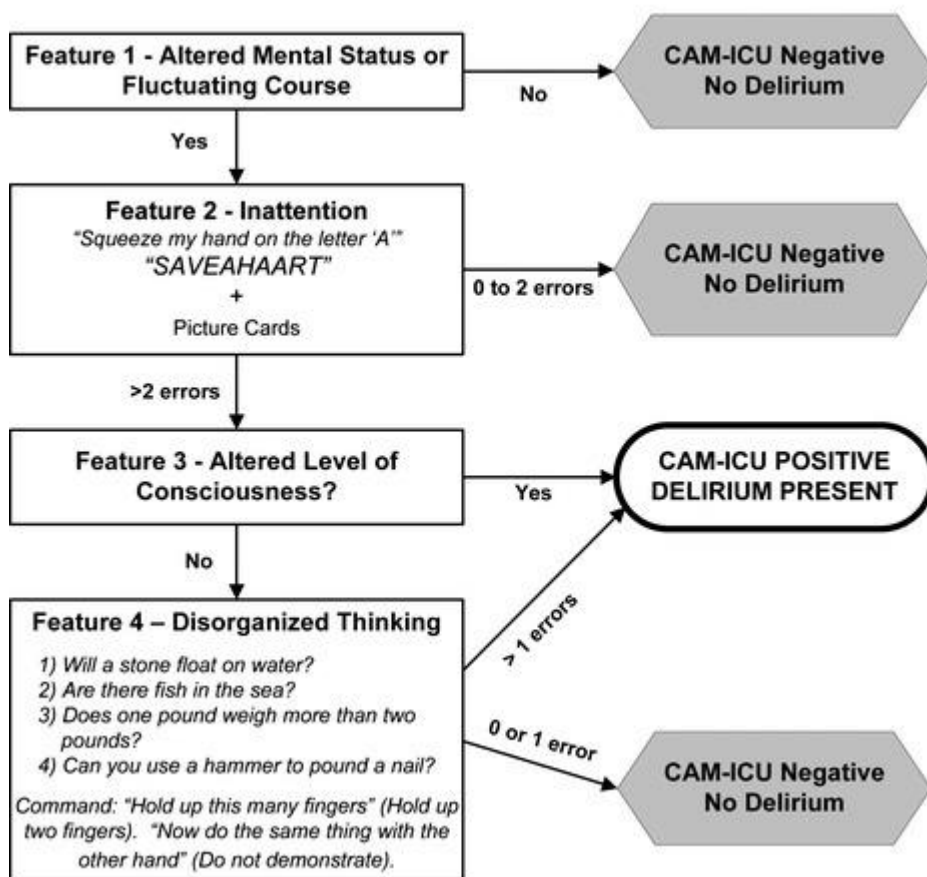 Feature 1 - Altered Mental Status or
Fluctuating Course
No
CAM-ICU Negative
No Delirium
Yes
Feature 2 - Inattention
“Squeeze my hand on the letter ‘A’”
“SAVEAHAART”
+
Picture Cards
0 to 2 errors
CAM-ICU Negative
No Delirium
>2 errors
Feature 3 - Altered Level of
Consciousness?
Yes
CAM-ICU POSITIVE
DELIRIUM PRESENT
No
Feature 4 – Disorganized Thinking
1) Will a stone float on water?
2) Are there fish in the sea?
3) Does one pound weigh more than two
pounds?
4) Can you use a hammer to pound a nail?
Command: “Hold up this many fingers” (Hold up
two fingers). “Now do the same thing with the
other hand” (Do not demonstrate).
> 1 errors
0 or 1 error
CAM-ICU Negative
No Delirium